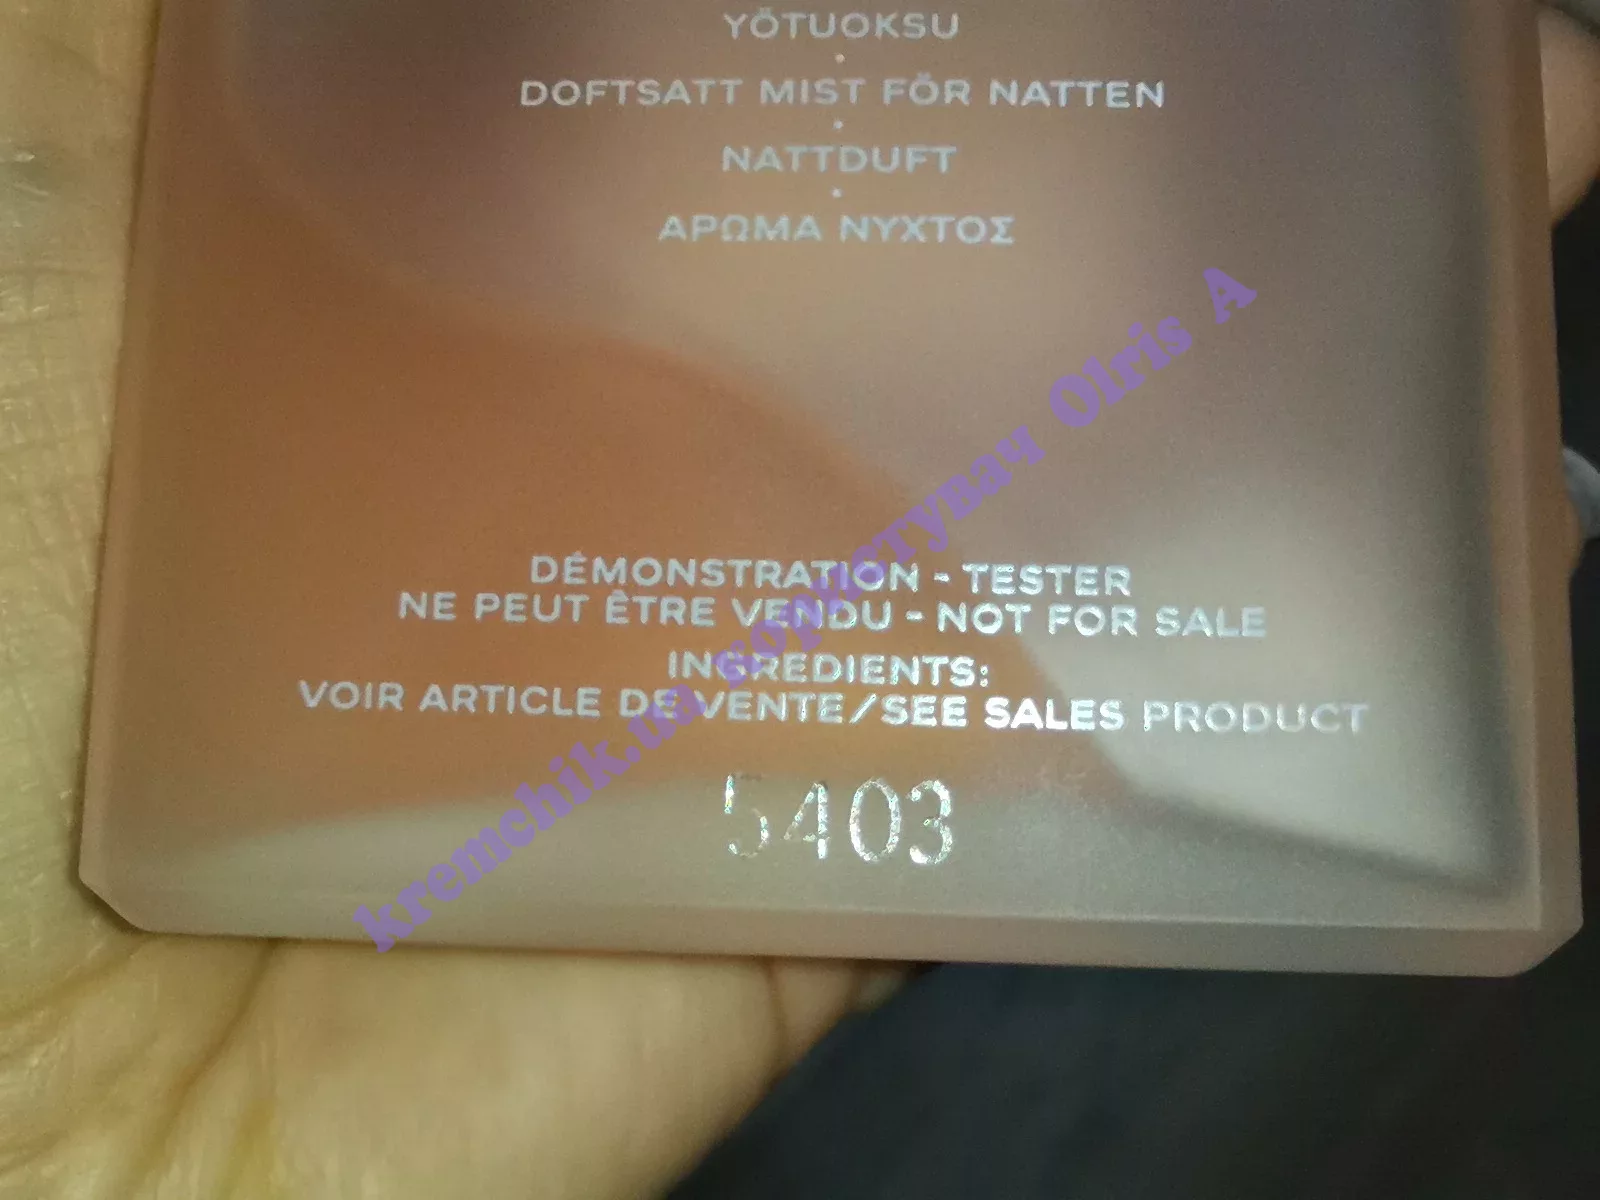 YÖTUOKSU
•
DOFTSATT MIST FÖR NATTEN
•
NATTDUFT
•
ΑΡΩΜΑ ΝΥΧΤΟΣ
DÉMONSTRATION - TESTER
NE PEUT ÊTRE VENDU - NOT FOR SALE
INGREDIENTS:
VOIR ARTICLE DE VENTE/SEE SALES PRODUCT
5403
kremchik.ua користувач Olris A